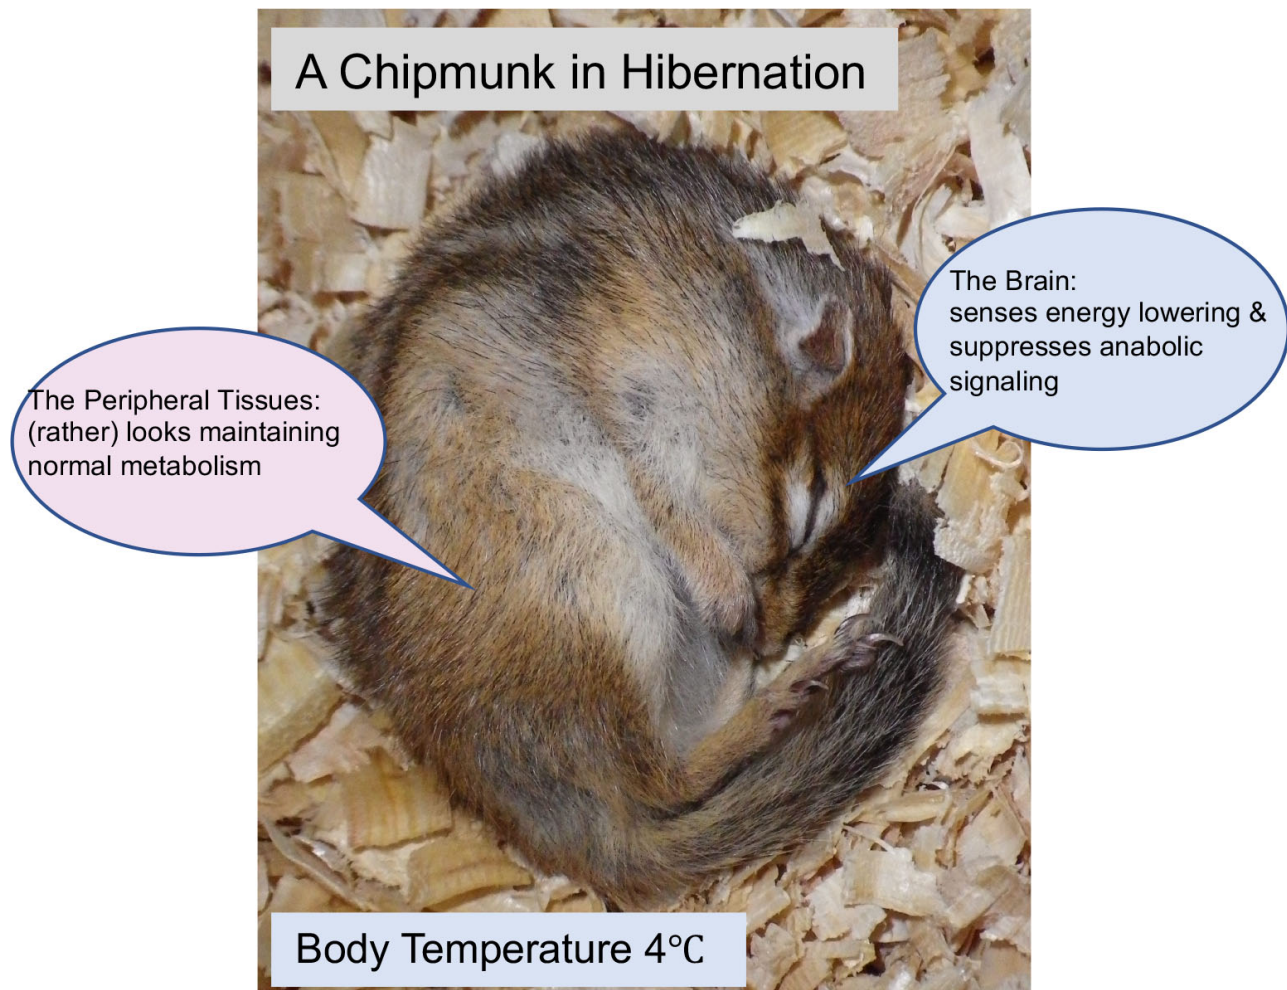 A Chipmunk in Hibernation
The Brain:
senses energy lowering &
suppresses anabolic
signaling
The Peripheral Tissues:
(rather) looks maintaining
normal metabolism
Body Temperature 4℃